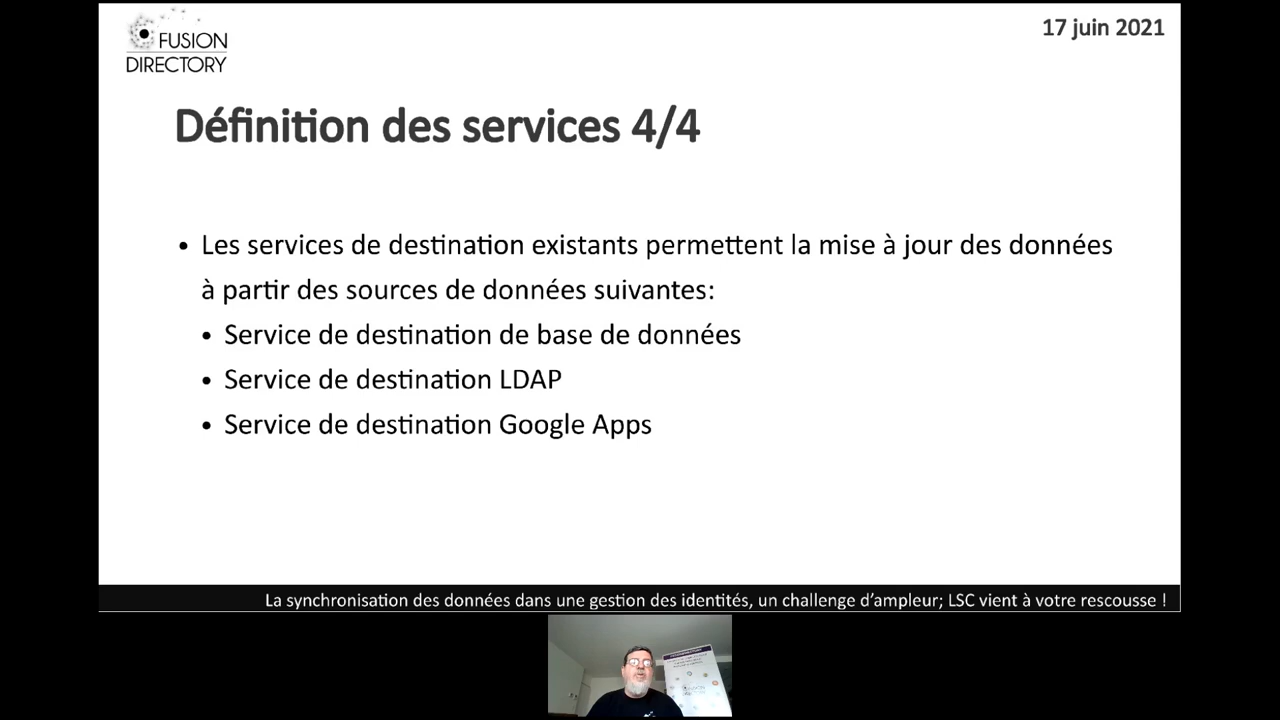 FUSION
DIRECTORY
17 juin 2021
Définition des services 4/4
• Les services de destination existants permettent la mise à jour des données
à partir des sources de données suivantes:
• Service de destination de base de données
• Service de destination LDAP
• Service de destination Google Apps
La synchronisation des données dans une gestion des identités, un challenge d'ampleur; LSC vient à votre rescousse !
FUSION
DIRECTORY